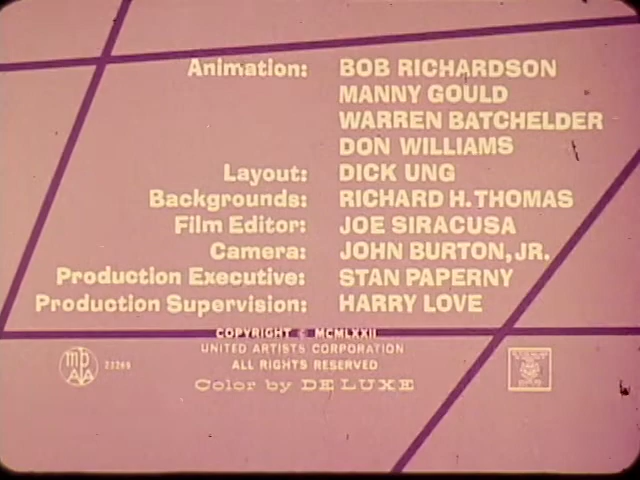 Animation: BOB RICHARDSON
MANNY GOULD
WARREN BATCHELDER
DON WILLIAMS
Layout: DICK UNG
Backgrounds: RICHARD H. THOMAS
Film Editor: JOE SIRACUSA
Camera: JOHN BURTON, JR.
Production Executive: STAN PAPERNY
Production Supervision: HARRY LOVE
COPYRIGHT © MCMLXXII
UNITED ARTISTS CORPORATION
ALL RIGHTS RESERVED
Color by DE LUXE